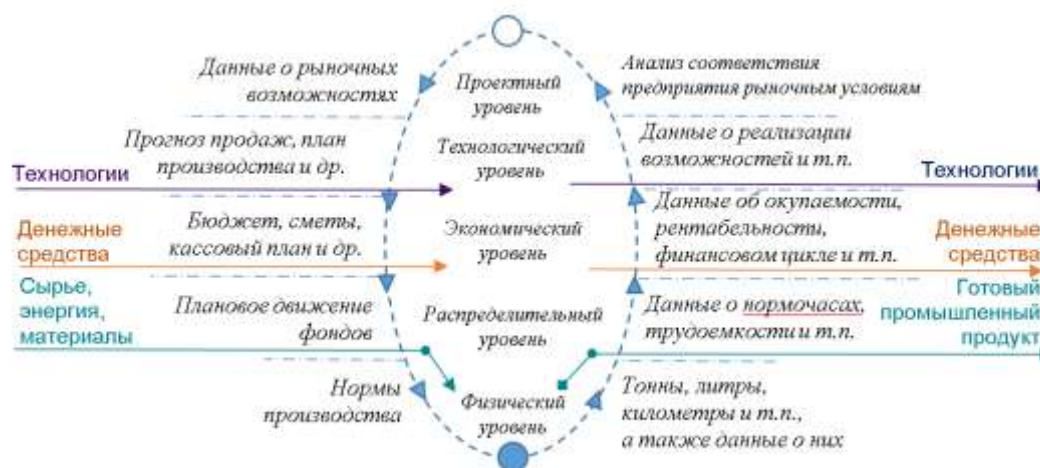 Данные о рыночных
возможностях
Проектный
уровень
Анализ соответствия
предприятия рыночным условиям
Прогноз продаж, план
производства и др.
Технологический
уровень
Данные о реализации
возможностей и т.п.
Технологии
Технологии
Денежные
средства
Бюджет, сметы,
кассовый план и др.
Экономический
уровень
Данные об окупаемости,
рентабельности,
финансовом цикле и т.п.
Денежные
средства
Сырье,
энергия,
материалы
Плановое движение
фондов
Распределительный
уровень
Данные о нормочасах,
трудоемкости и т.п.
Готовый
промышленный
продукт
Нормы
производства
Физический
уровень
Тонны, литры,
километры и т.п.,
а также данные о них